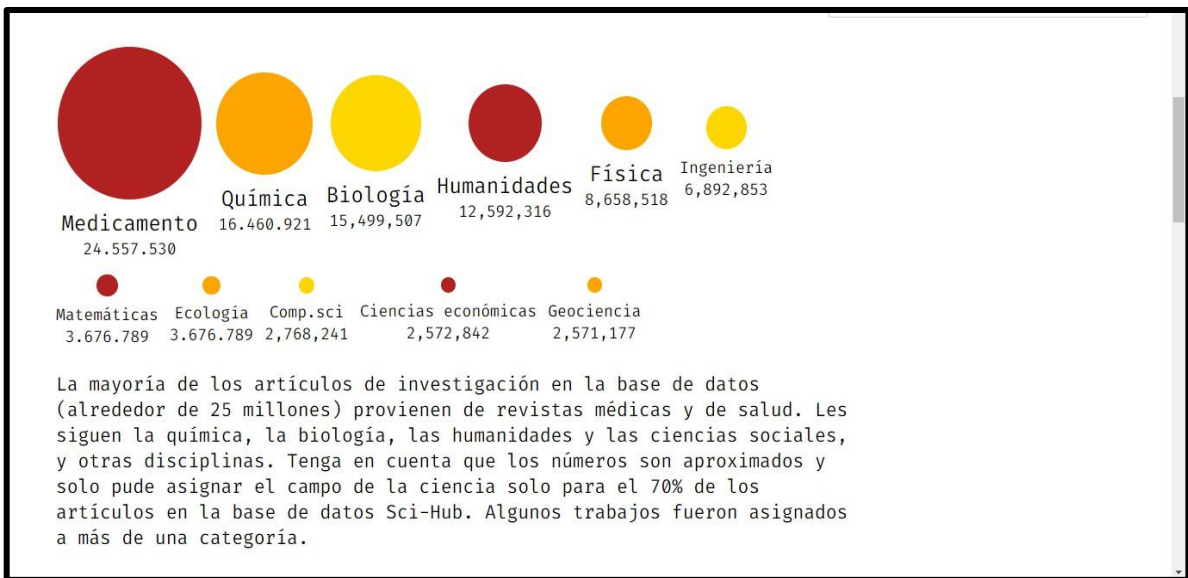 Medicamento
24.557.530
Química
16.460.921
Biología
15,499,507
Humanidades
12,592,316
Física
8,658,518
Ingeniería
6,892,853
Matemáticas
3.676.789
Ecología
3.676.789
Comp.sci
2,768,241
Ciencias económicas
2,572,842
Geociencia
2,571,177
La mayoría de los artículos de investigación en la base de datos
(alrededor de 25 millones) provienen de revistas médicas y de salud. Les
siguen la química, la biología, las humanidades y las ciencias sociales,
y otras disciplinas. Tenga en cuenta que los números son aproximados y
solo pude asignar el campo de la ciencia solo para el 70% de los
artículos en la base de datos Sci-Hub. Algunos trabajos fueron asignados
a más de una categoría.